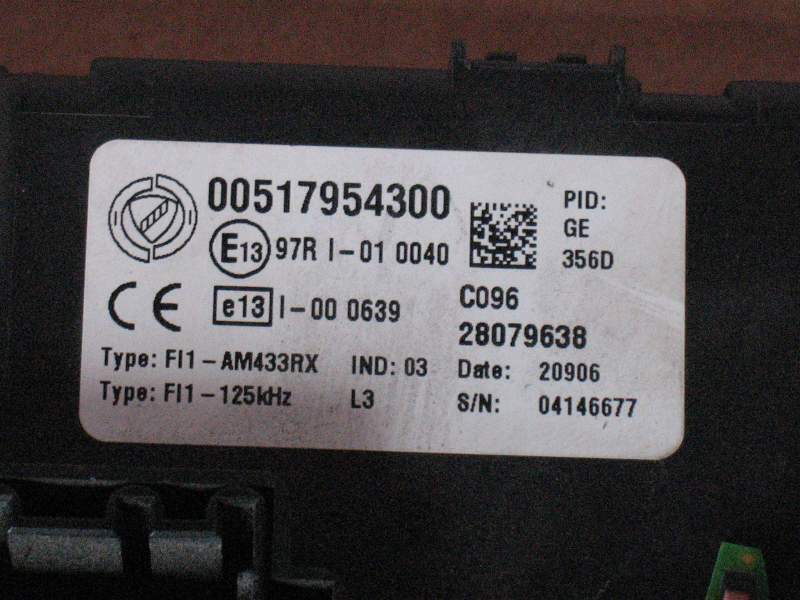 00517954300
PID:
GE
356D
E13 97R I-01 0040
CE e13 I-00 0639
C096
28079638
Type: FI1-AM433RX IND: 03 Date: 20906
Type: FI1-125kHz L3 S/N: 04146677